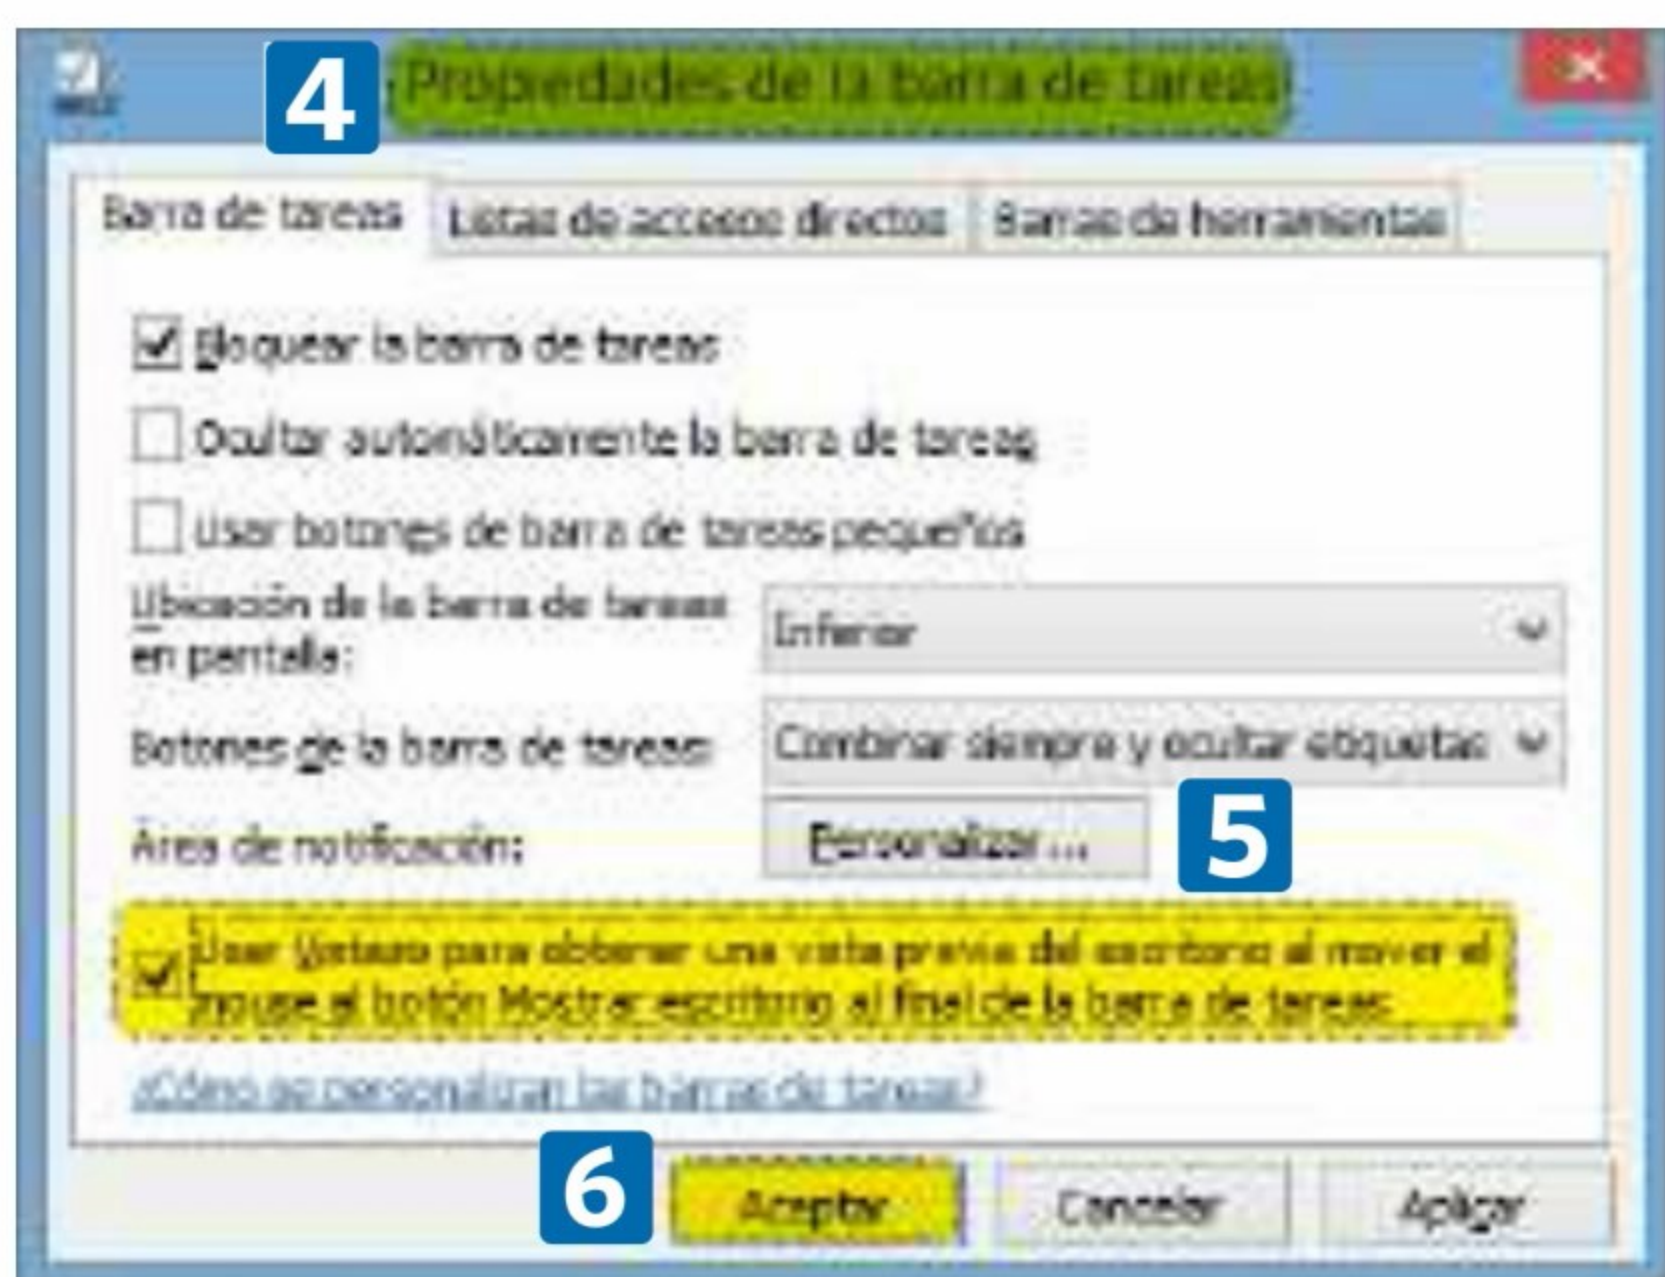 4 Propiedades de la barra de tareas
Barra de tareas Listas de accesos directos Barras de herramientas
Bloquear la barra de tareas
Ocultar automáticamente la barra de tareas
Usar botones de barra de tareas pequeños
Ubicación de la barra de tareas
en pantalla:
Inferior
Botones de la barra de tareas: Combinar siempre y ocultar etiquetas
Área de notificación: Personalizar... 5
Usar Vistazo para obtener una vista previa del escritorio al mover el
mouse al botón Mostrar escritorio al final de la barra de tareas
¿Cómo se personalizan las barras de tareas?
6 Aceptar Cancelar Aplicar